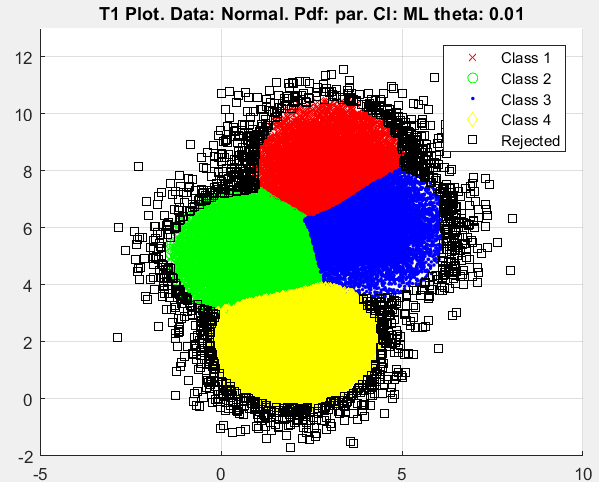 T1 Plot. Data: Normal. Pdf: par. Cl: ML theta: 0.01
12
10
8
6
4
2
0
-2
-5
0
5
10
Class 1
Class 2
Class 3
Class 4
Rejected